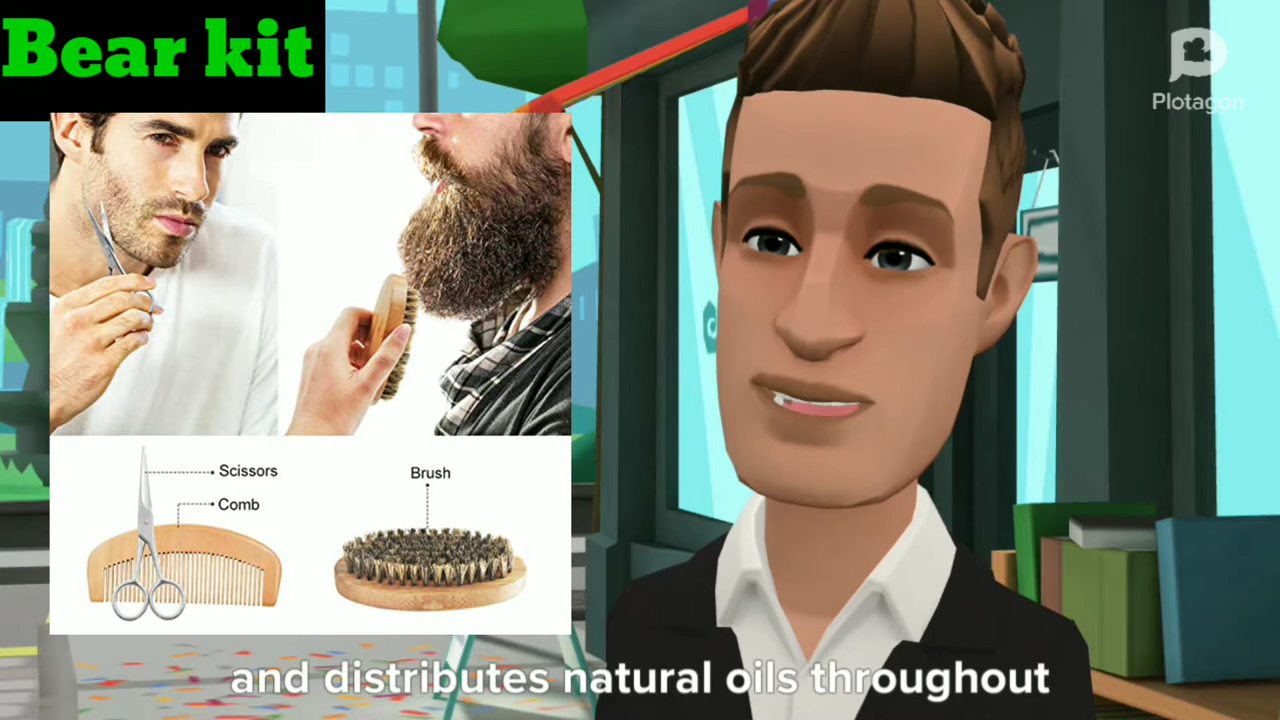 Bear kit
Plotagon
Scissors
Comb
Brush
and distributes natural oils throughout